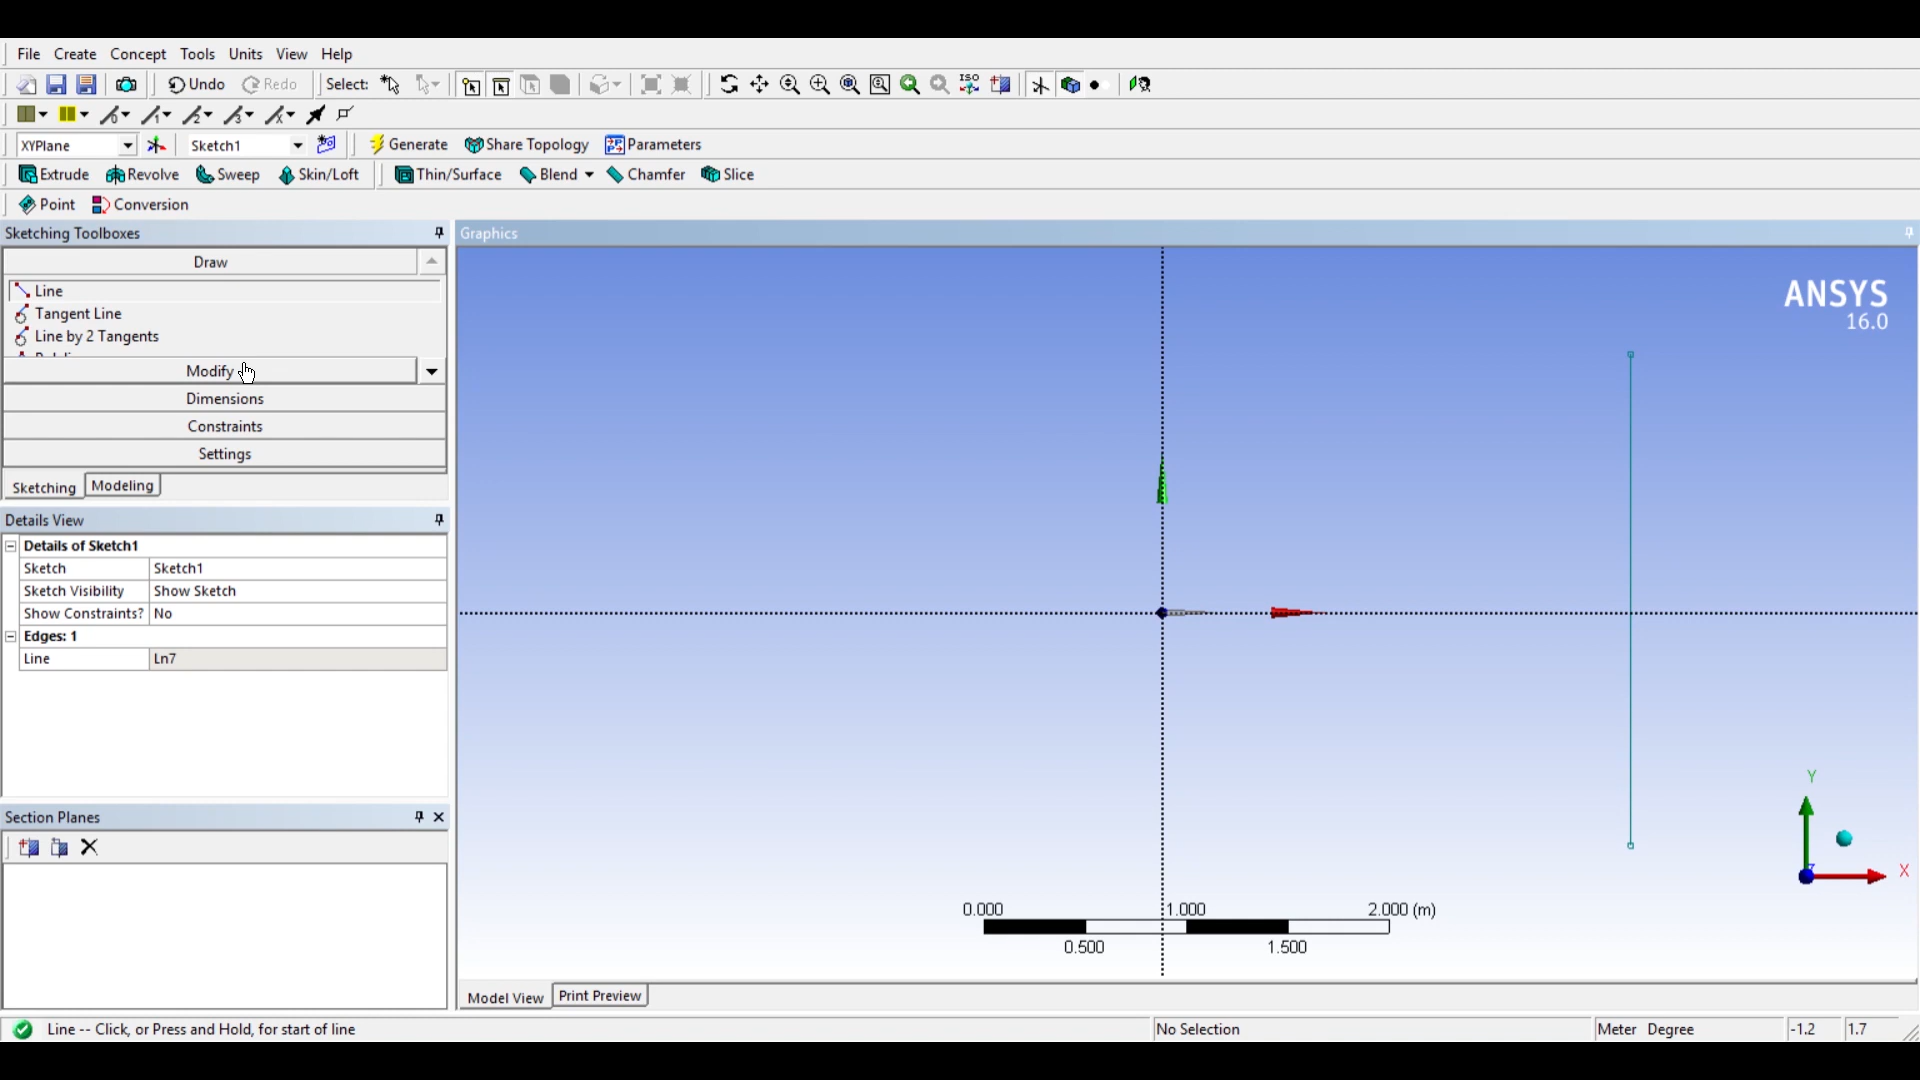 File Create Concept Tools Units View Help
Undo Redo Select: ISO
XYPlane Sketch1 Generate Share Topology Parameters
Extrude Revolve Sweep Skin/Loft Thin/Surface Blend Chamfer Slice
Point Conversion
Sketching Toolboxes
Draw
Line
Tangent Line
Line by 2 Tangents
Modify
Dimensions
Constraints
Settings
Sketching Modeling
Details View
Details of Sketch1
Sketch Sketch1
Sketch Visibility Show Sketch
Show Constraints? No
Edges: 1
Line Ln7
Section Planes
Graphics
ANSYS
16.0
Y
X
0.000 1.000 2.000 (m)
0.500 1.500
Model View Print Preview
Line -- Click, or Press and Hold, for start of line No Selection Meter Degree -1.2 1.7